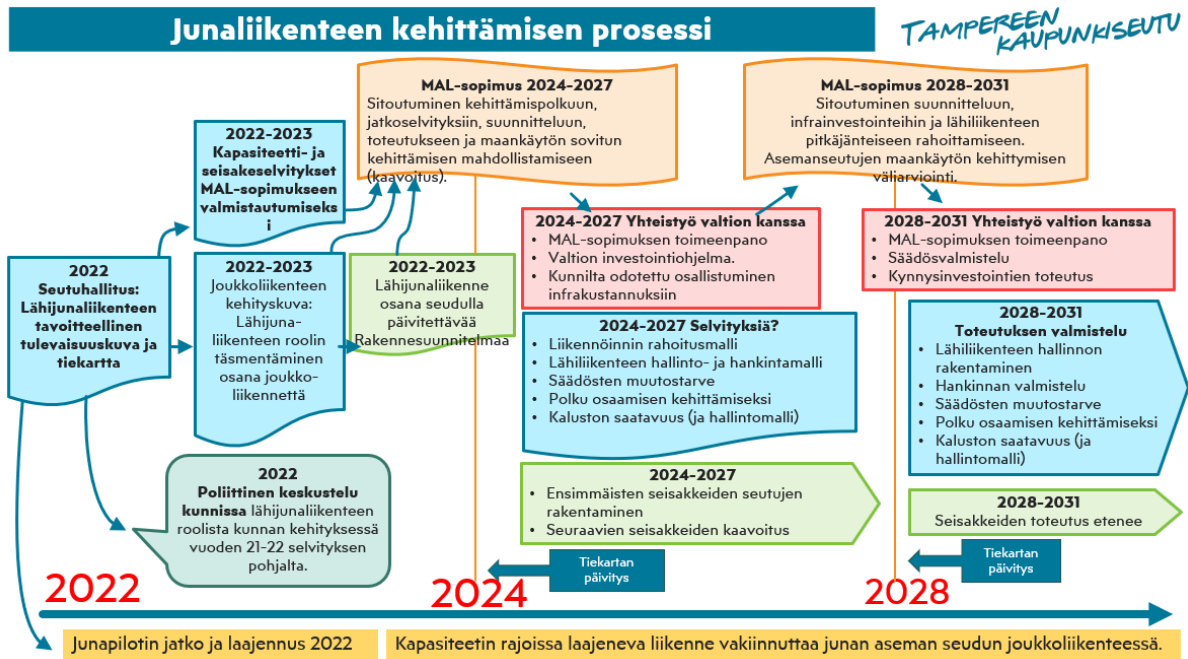 Junaliikenteen kehittämisen prosessi
TAMPEREEN
KAUPUNKISEUTU
MAL-sopimus 2024-2027
Sitoutuminen kehittämispolkuun,
jatkoselvityksiin, suunnitteluun,
toteutukseen ja maankäytön sovitun
kehittämisen mahdollistamiseen
(kaavoitus).
MAL-sopimus 2028-2031
Sitoutuminen suunnitteluun,
infrainvestointeihin ja lähiliikenteen
pitkäjänteiseen rahoittamiseen.
Asemanseutujen maankäytön kehittymisen
väliarviointi.
2022-2023
Kapasiteetti- ja
seisakeselvitykset
MAL-sopimukseen
valmistautumiseks
i
2024-2027 Yhteistyö valtion kanssa
• MAL-sopimuksen toimeenpano
• Valtion investointiohjelma.
• Kunnilta odotettu osallistuminen
infrakustannuksiin
2028-2031 Yhteistyö valtion kanssa
• MAL-sopimuksen toimeenpano
• Säädösvalmistelu
• Kynnysinvestointien toteutus
2022
Seutuhallitus:
Lähijunaliikenteen
tavoitteellinen
tulevaisuuskuva ja
tiekartta
2022-2023
Joukkoliikenteen
kehityskuva:
Lähijuna-
liikenteen roolin
täsmentäminen
osana joukko-
liikennettä
2022-2023
Lähijunaliikenne
osana seudulla
päivitettävää
Rakennesuunnitelmaa
2024-2027 Selvityksiä?
• Liikennöinnin rahoitusmalli
• Lähiliikenteen hallinto- ja hankintamalli
• Säädösten muutostarve
• Polku osaamisen kehittämiseksi
• Kaluston saatavuus (ja hallintomalli)
2028-2031
Toteutuksen valmistelu
• Lähiliikenteen hallinnon
rakentaminen
• Hankinnan valmistelu
• Säädösten muutostarve
• Polku osaamisen kehittämiseksi
• Kaluston saatavuus (ja
hallintomalli)
2022
Poliittinen keskustelu
kunnissa lähijunaliikenteen
roolista kunnan kehityksessä
vuoden 21-22 selvityksen
pohjalta.
2024-2027
• Ensimmäisten seisakkeiden seutujen
rakentaminen
• Seuraavien seisakkeiden kaavoitus
2028-2031
Seisakkeiden toteutus etenee
Tiekartan
päivitys
Tiekartan
päivitys
2022
2024
2028
Junapilotin jatko ja laajennus 2022
Kapasiteetin rajoissa laajeneva liikenne vakiinnuttaa junan aseman seudun joukkoliikenteessä.